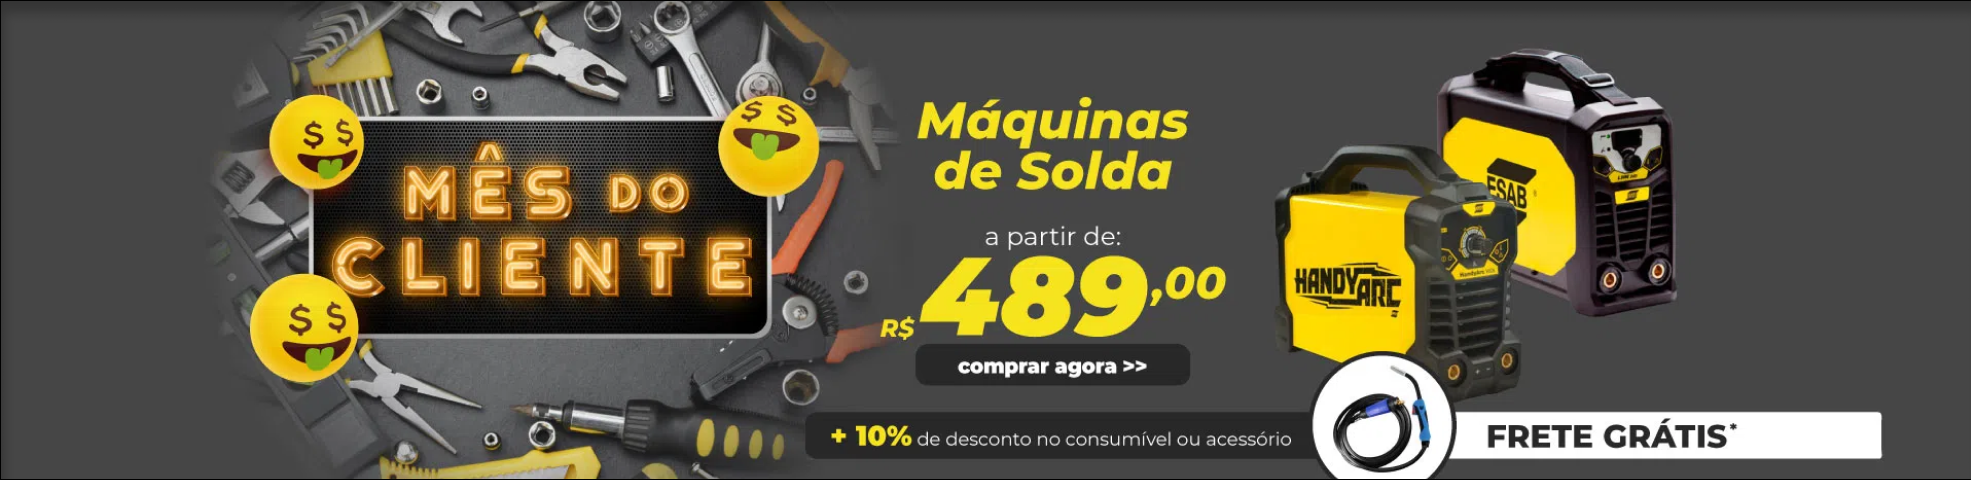 MÊS DO
CLIENTE
Máquinas
de Solda
a partir de:
R$ 489,00
comprar agora >>
+ 10% de desconto no consumível ou acessório
FRETE GRÁTIS*
HANDYARC
ESAB